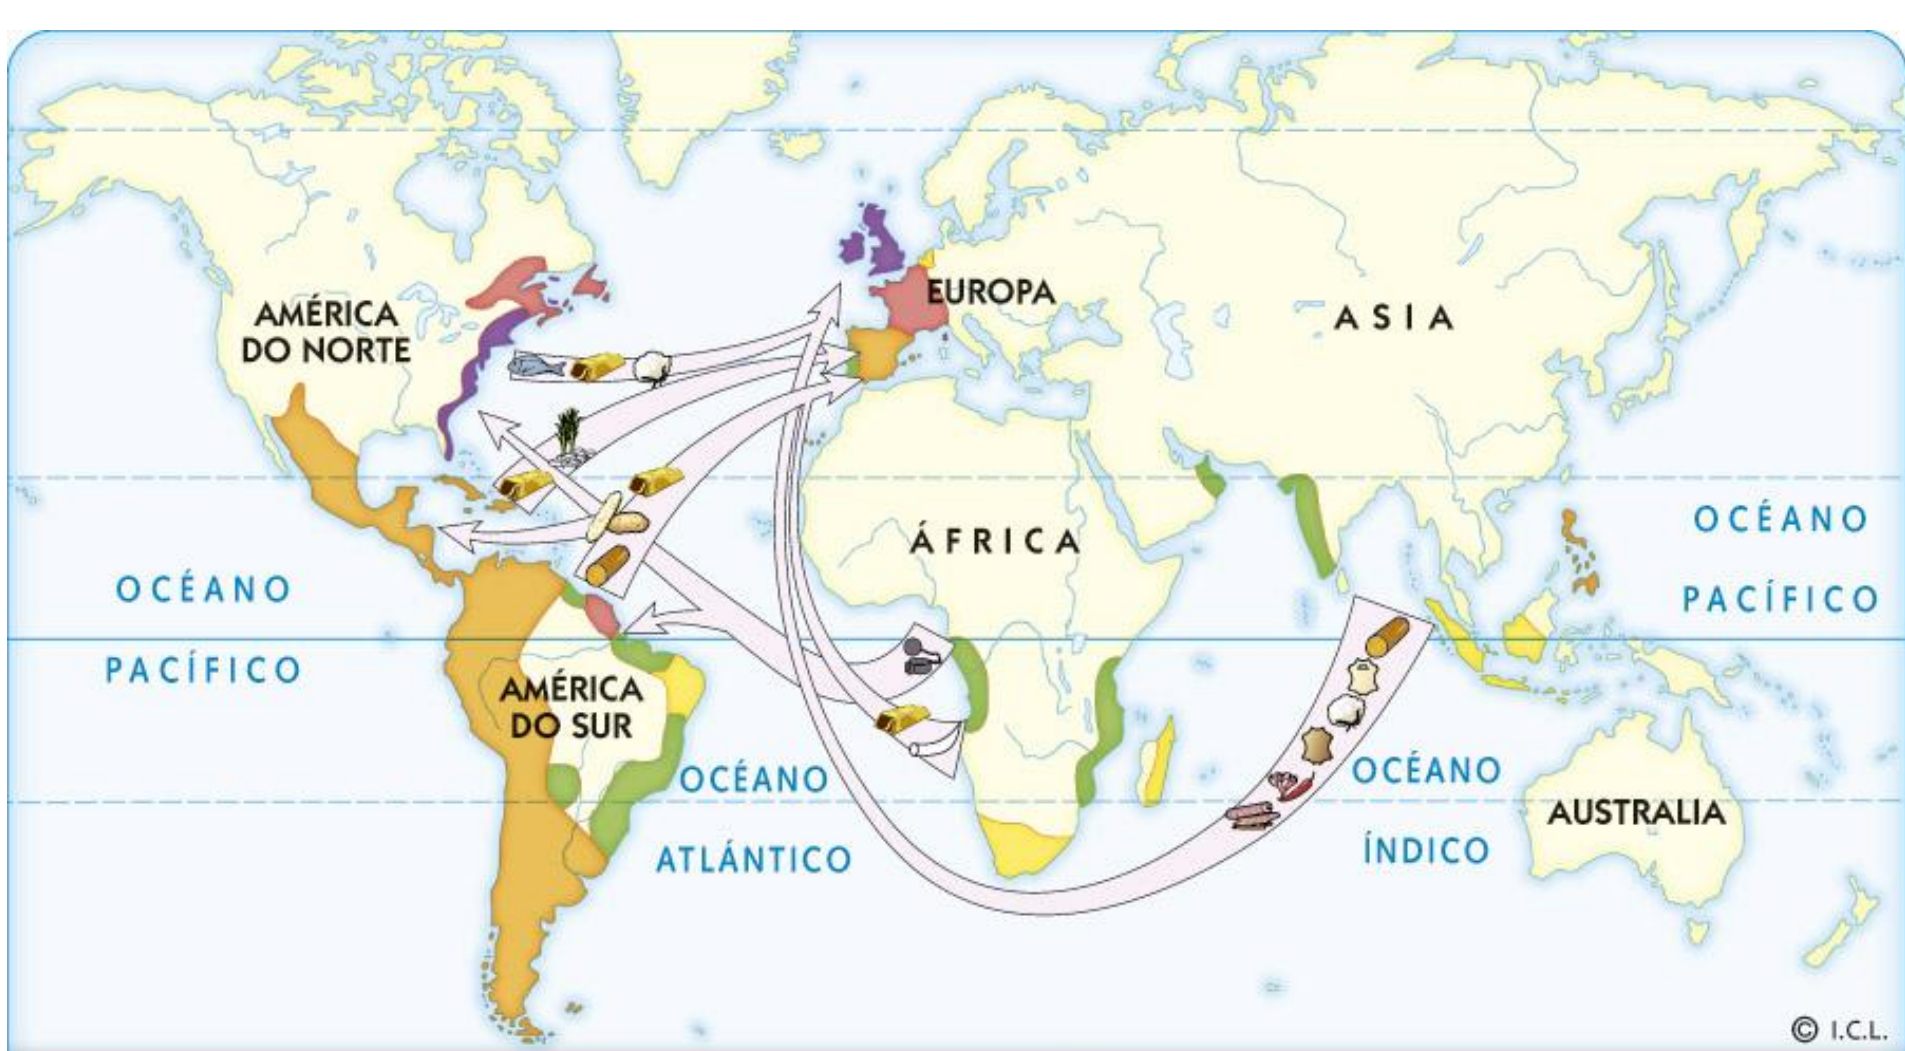 AMÉRICA
DO NORTE
EUROPA
ASIA
ÁFRICA
OCÉANO
PACÍFICO
OCÉANO
PACÍFICO
AMÉRICA
DO SUR
OCÉANO
ATLÁNTICO
OCÉANO
ÍNDICO
AUSTRALIA
© I.C.L.